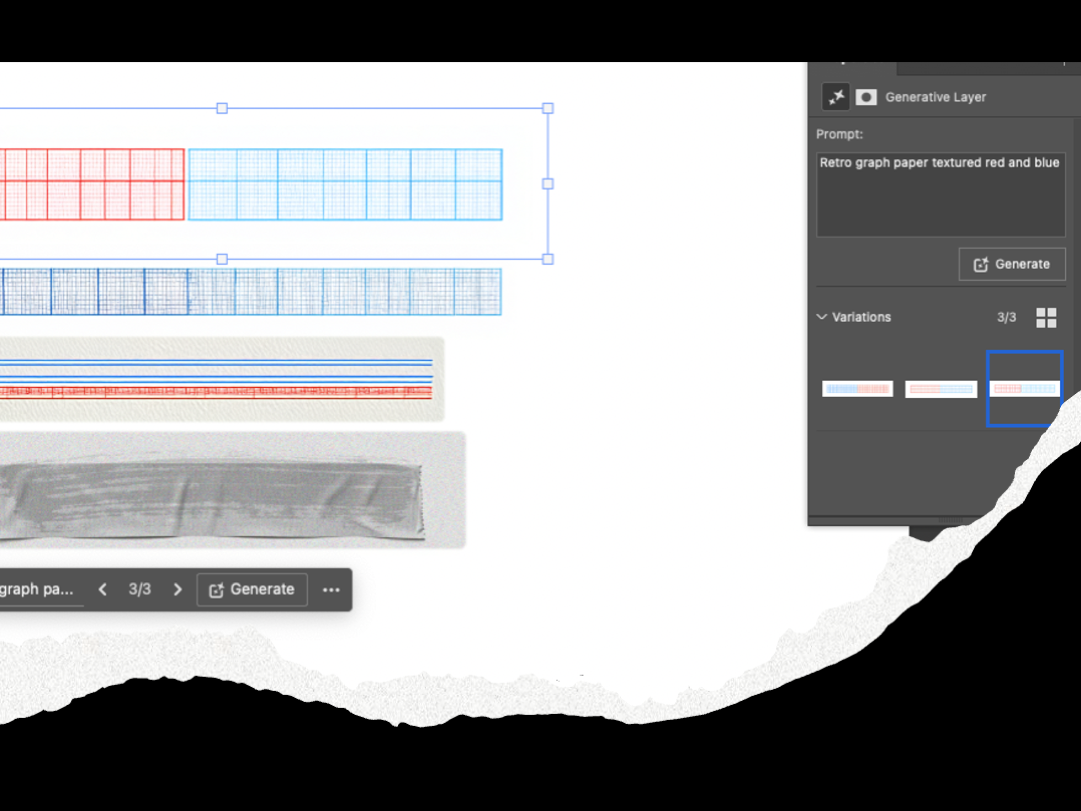 Generative Layer
Prompt:
Retro graph paper textured red and blue
Generate
Variations
3/3
graph pa...
3/3
Generate